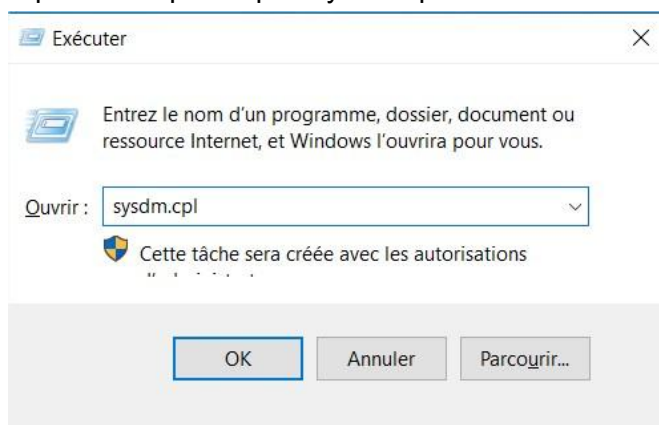 Exécuter
Entrez le nom d'un programme, dossier, document ou
ressource Internet, et Windows l'ouvrira pour vous.
Ouvrir : sysdm.cpl
Cette tâche sera créée avec les autorisations
OK Annuler Parcourir...